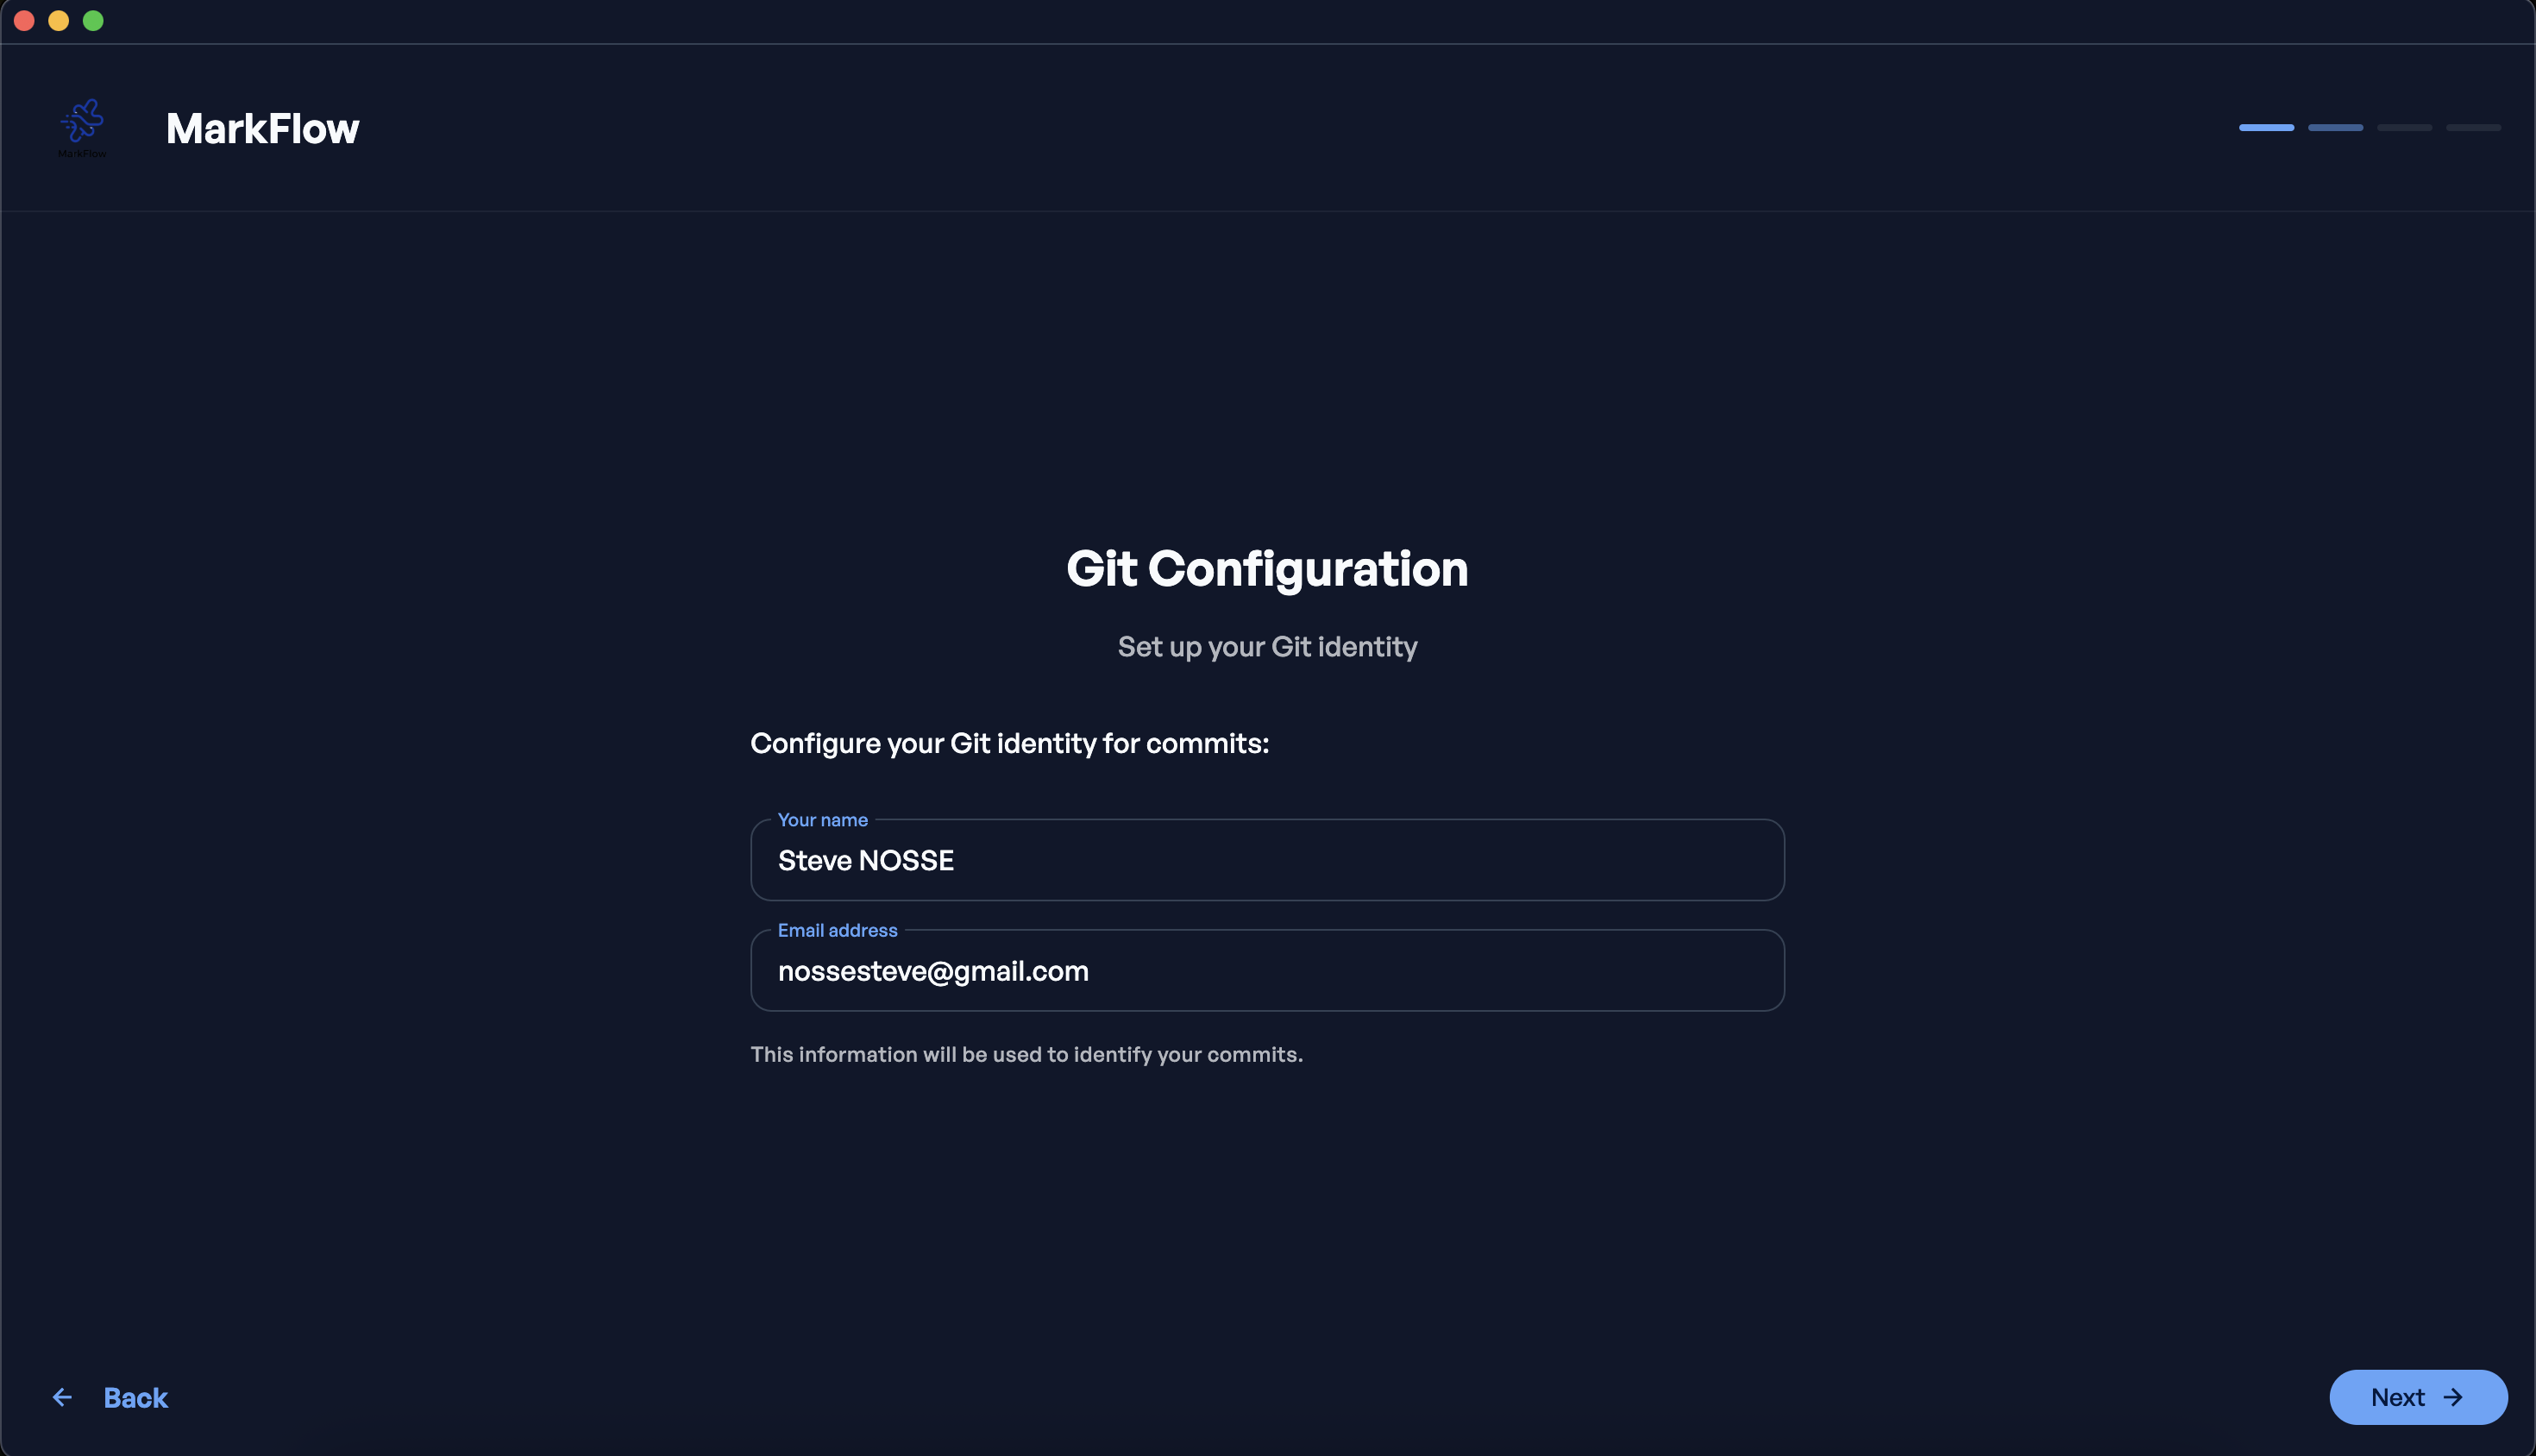 MarkFlow
MarkFlow
Git Configuration
Set up your Git identity
Configure your Git identity for commits:
Your name
Steve NOSSE
Email address
nossesteve@gmail.com
This information will be used to identify your commits.
Back
Next